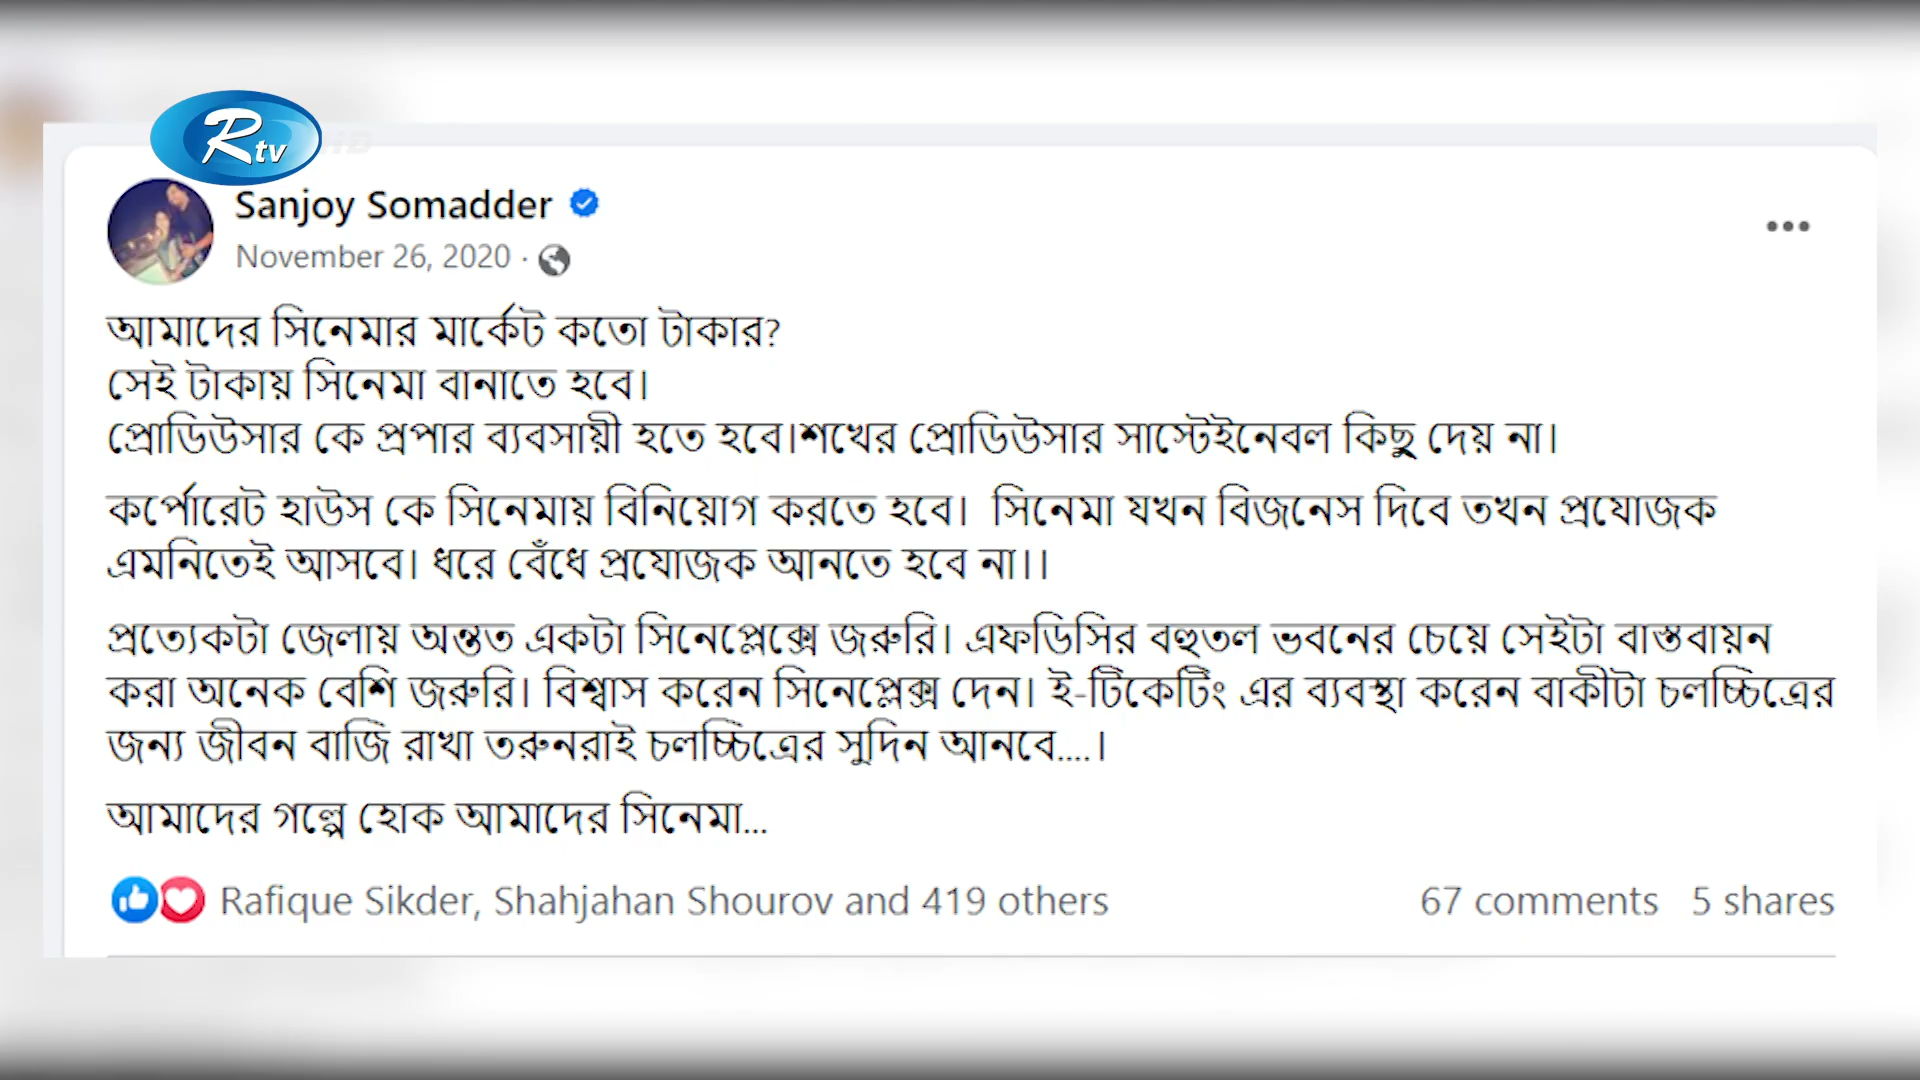 Rtv
HD
Sanjoy Somadder
November 26, 2020 ·
আমাদের সিনেমার মার্কেট কতো টাকার?
সেই টাকায় সিনেমা বানাতে হবে।
প্রোডিউসার কে প্রপার ব্যবসায়ী হতে হবে।শখের প্রোডিউসার সাস্টেইনেবল কিছু দেয় না।
কর্পোরেট হাউস কে সিনেমায় বিনিয়োগ করতে হবে। সিনেমা যখন বিজনেস দিবে তখন প্রযোজক
এমনিতেই আসবে। ধরে বেঁধে প্রযোজক আনতে হবে না।।
প্রত্যেকটা জেলায় অন্তত একটা সিনেপ্লেক্সে জরুরি। এফডিসির বহুতল ভবনের চেয়ে সেইটা বাস্তবায়ন
করা অনেক বেশি জরুরি। বিশ্বাস করেন সিনেপ্লেক্স দেন। ই-টিকেটিং এর ব্যবস্থা করেন বাকীটা চলচ্চিত্রের
জন্য জীবন বাজি রাখা তরুনরাই চলচ্চিত্রের সুদিন আনবে....।
আমাদের গল্পে হোক আমাদের সিনেমা...
Rafique Sikder, Shahjahan Shourov and 419 others 67 comments 5 shares